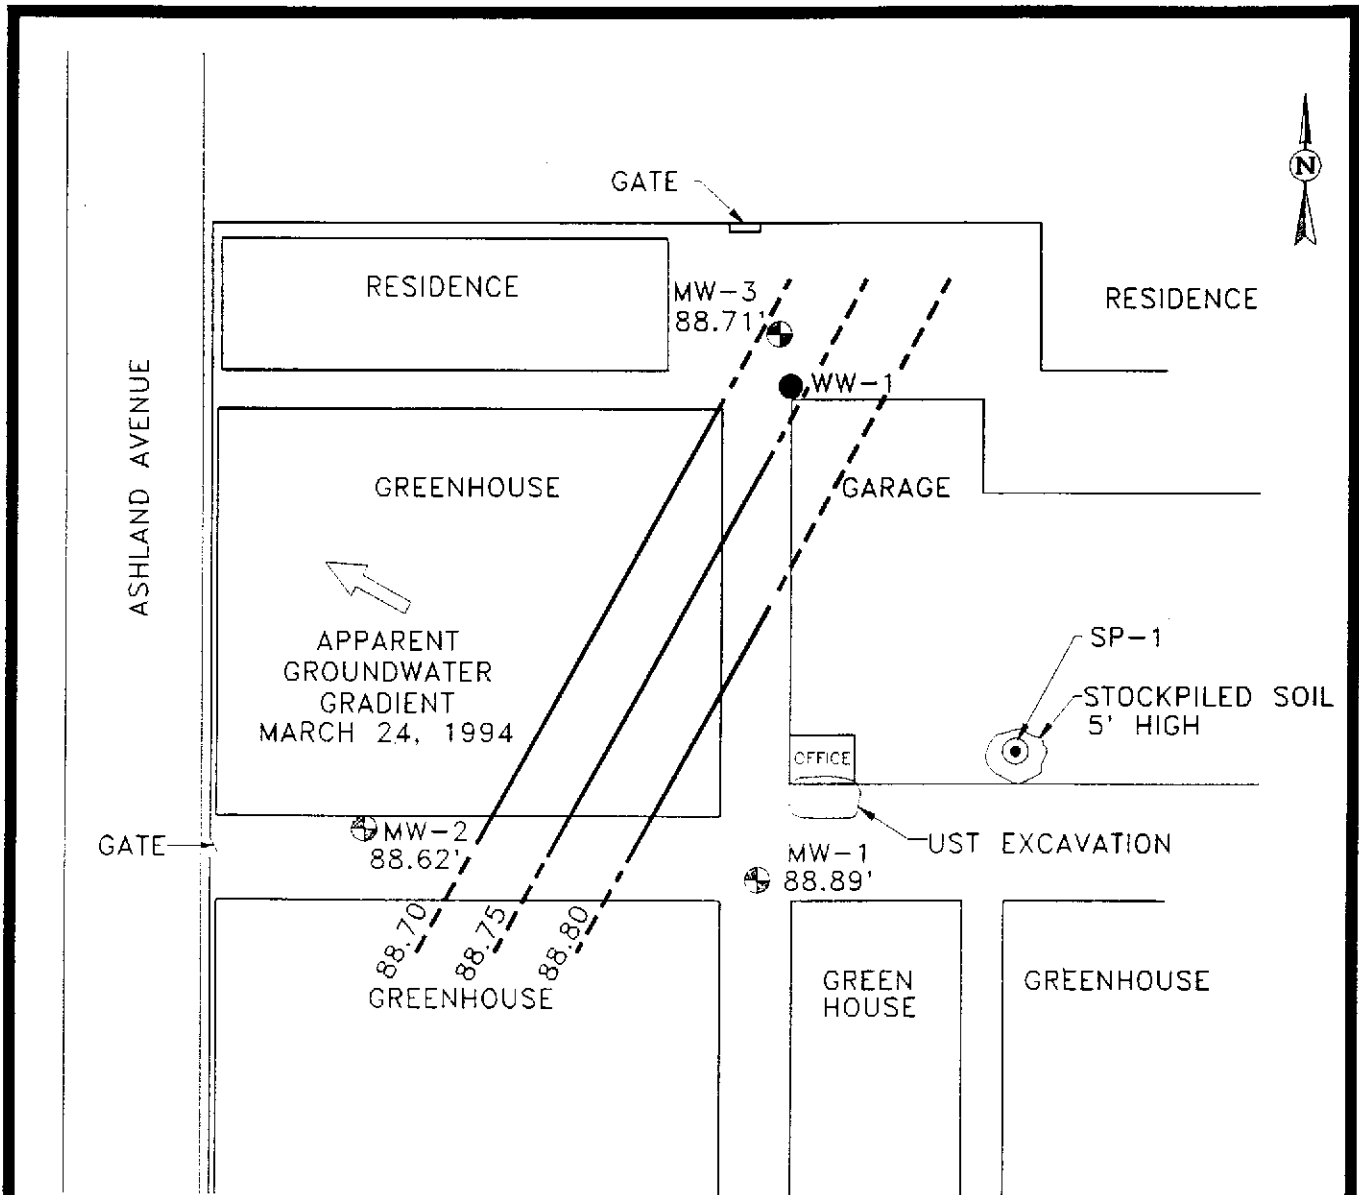 N
GATE
RESIDENCE
MW-3
88.71'
RESIDENCE
WW-1
ASHLAND AVENUE
GREENHOUSE
GARAGE
APPARENT
GROUNDWATER
GRADIENT
MARCH 24, 1994
SP-1
STOCKPILED SOIL
5' HIGH
OFFICE
MW-2
88.62'
GATE
UST EXCAVATION
MW-1
88.89'
88.70
88.75
88.80
GREENHOUSE
GREEN
HOUSE
GREENHOUSE